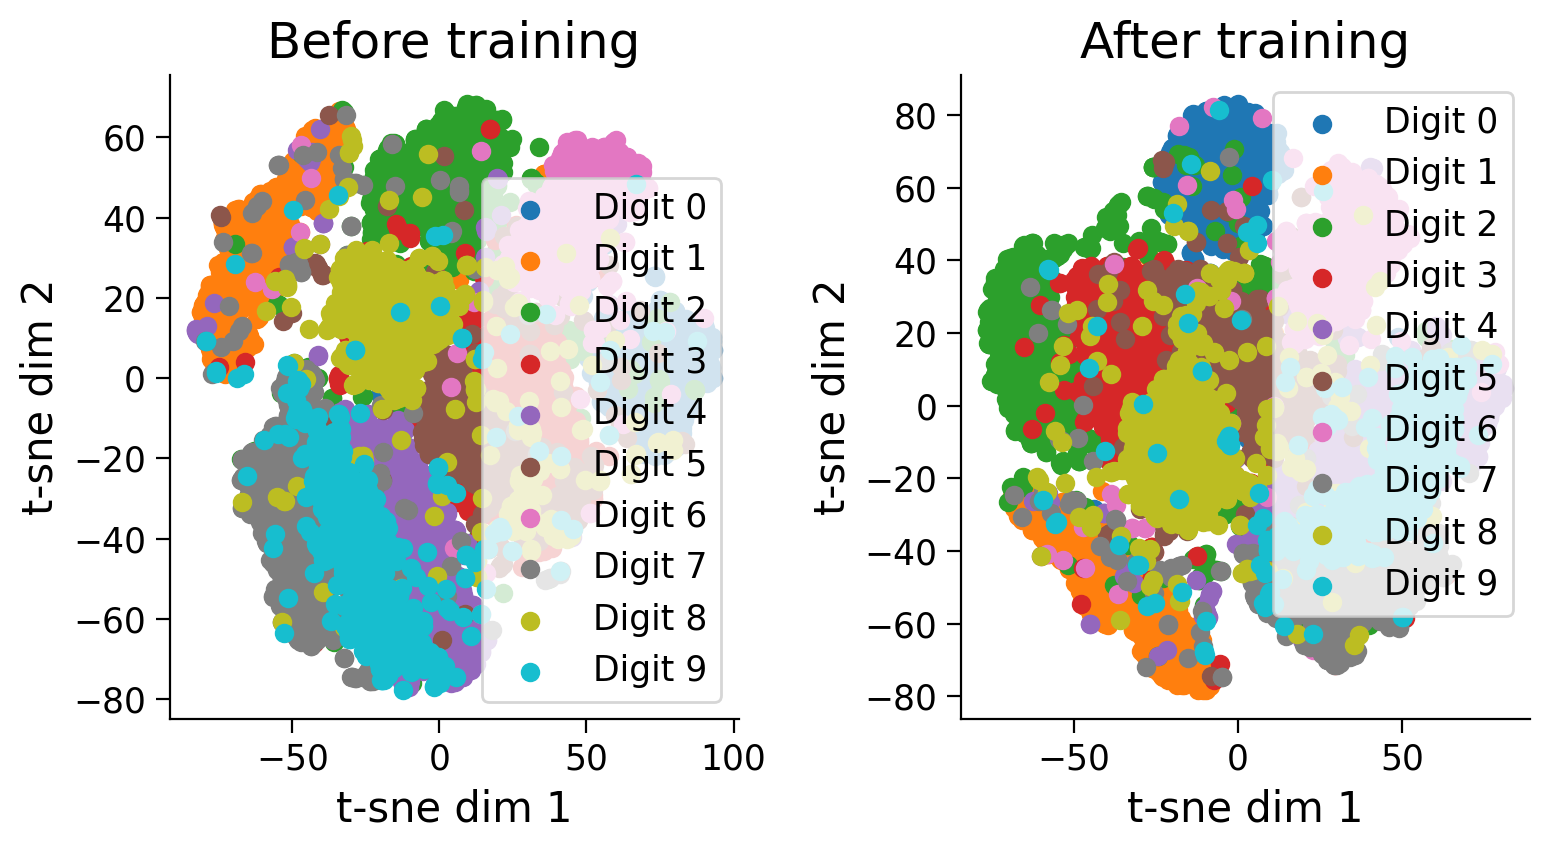 Before training
t-sne dim 2
60
40
20
0
−20
−40
−60
−80
−50
0
50
100
t-sne dim 1
Digit 0
Digit 1
Digit 2
Digit 3
Digit 4
Digit 5
Digit 6
Digit 7
Digit 8
Digit 9
After training
t-sne dim 2
80
60
40
20
0
−20
−40
−60
−80
−50
0
50
t-sne dim 1
Digit 0
Digit 1
Digit 2
Digit 3
Digit 4
Digit 5
Digit 6
Digit 7
Digit 8
Digit 9